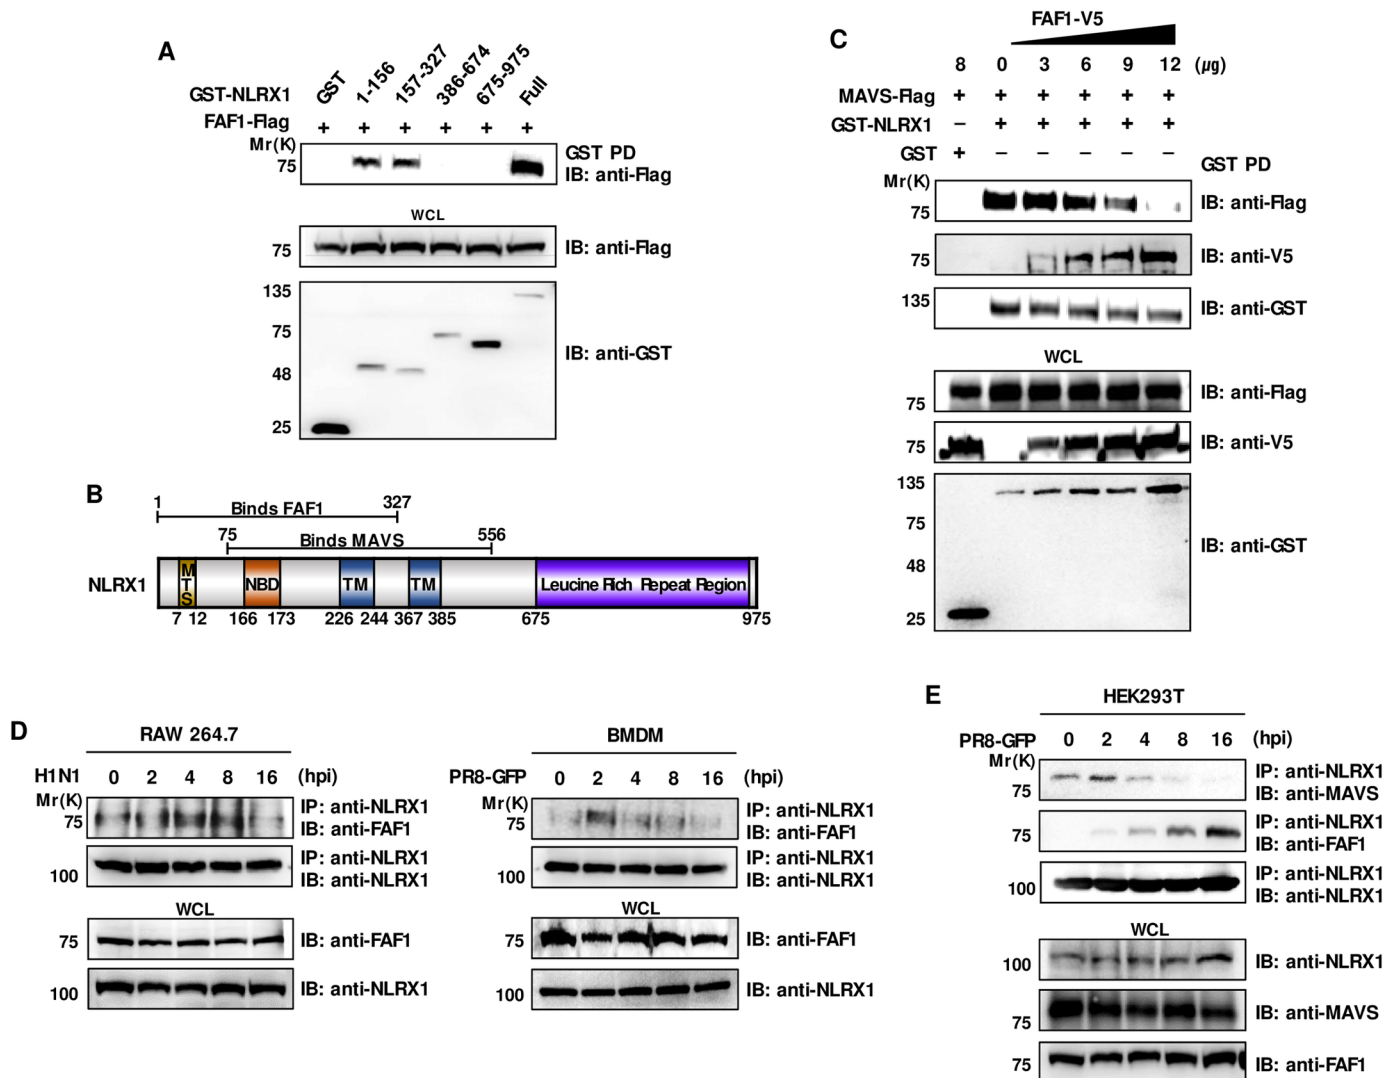 A
GST-NLRX1
GST
1-156
157-327
386-674
675-975
Full
FAF1-Flag
+ + + + + +
Mr(K)
75
GST PD
IB: anti-Flag
WCL
75
IB: anti-Flag
135
75
48
25
IB: anti-GST
B
1
327
Binds FAF1
75
556
Binds MAVS
NLRX1
MTS
NBD
TM
TM
Leucine Rich Repeat Region
7 12 166 173 226 244 367 385 675 975
C
FAF1-V5
8 0 3 6 9 12 (μg)
MAVS-Flag + + + + + +
GST-NLRX1 – + + + + +
GST + – – – – –
GST PD
Mr(K)
75
IB: anti-Flag
75
IB: anti-V5
135
IB: anti-GST
WCL
75
IB: anti-Flag
75
IB: anti-V5
135
75
48
25
IB: anti-GST
D
RAW 264.7
H1N1 0 2 4 8 16 (hpi)
Mr(K)
75
IP: anti-NLRX1
IB: anti-FAF1
100
IP: anti-NLRX1
IB: anti-NLRX1
WCL
75
IB: anti-FAF1
100
IB: anti-NLRX1
BMDM
PR8-GFP 0 2 4 8 16 (hpi)
Mr(K)
75
IP: anti-NLRX1
IB: anti-FAF1
100
IP: anti-NLRX1
IB: anti-NLRX1
WCL
75
IB: anti-FAF1
100
IB: anti-NLRX1
E
HEK293T
PR8-GFP 0 2 4 8 16 (hpi)
Mr(K)
75
IP: anti-NLRX1
IB: anti-MAVS
75
IP: anti-NLRX1
IB: anti-FAF1
100
IP: anti-NLRX1
IB: anti-NLRX1
WCL
100
IB: anti-NLRX1
75
IB: anti-MAVS
75
IB: anti-FAF1